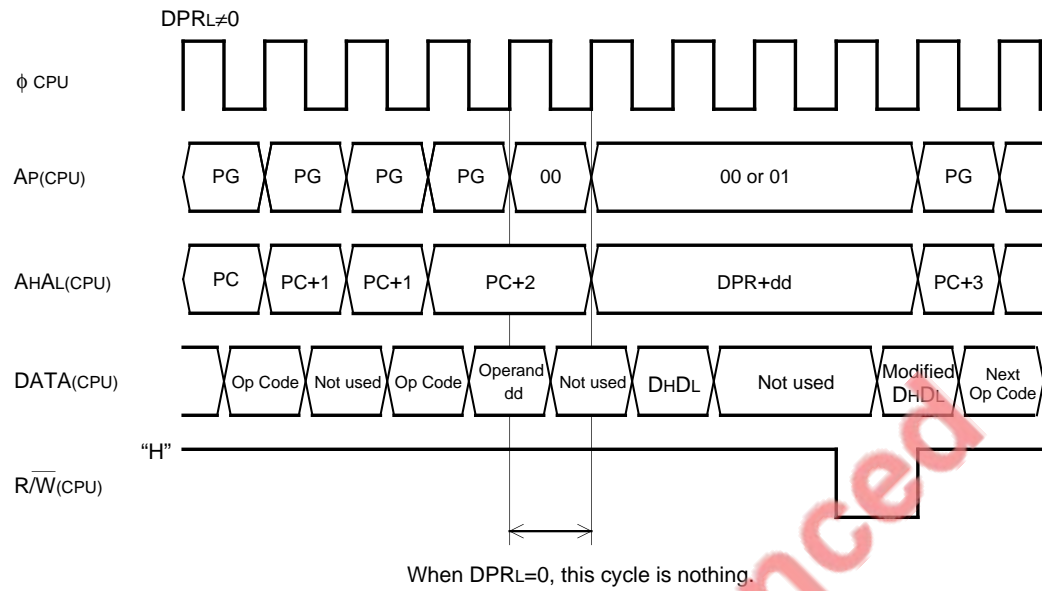 DPRL≠0
ϕ CPU
AP(CPU)
PG PG PG PG 00 00 or 01 PG
AHAL(CPU)
PC PC+1 PC+1 PC+2 DPR+dd PC+3
DATA(CPU)
Op Code Not used Op Code Operand dd Not used DHDL Not used Modified DHDL Next Op Code
“H”
R/W̅(CPU)
When DPRL=0, this cycle is nothing.